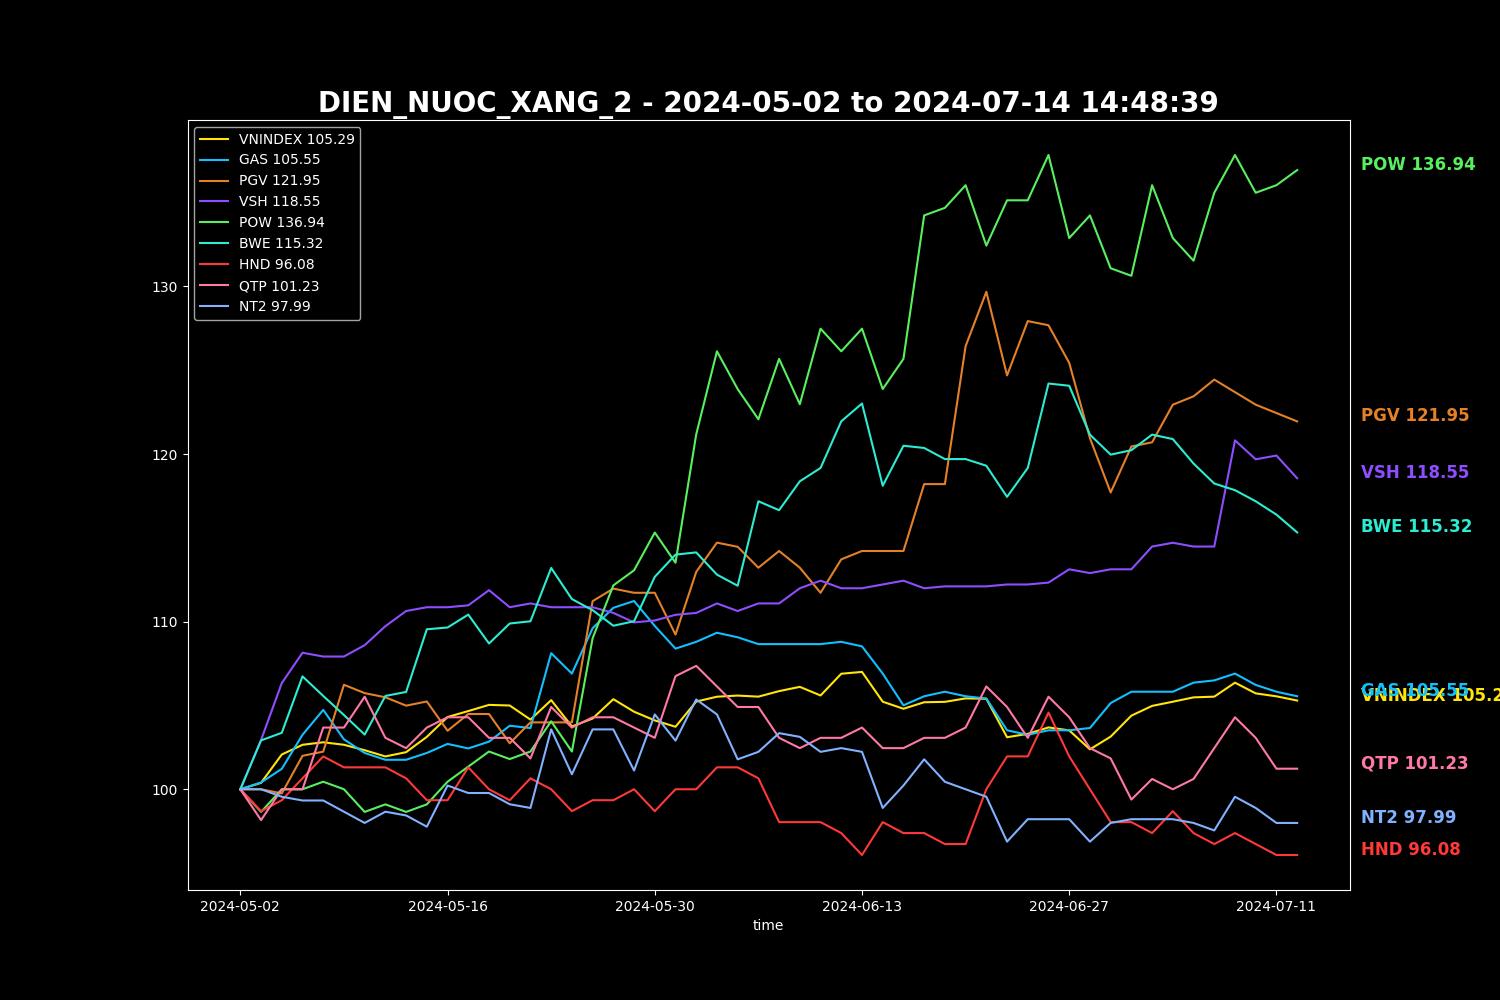 DIEN_NUOC_XANG_2 - 2024-05-02 to 2024-07-14 14:48:39
VNINDEX 105.29
GAS 105.55
PGV 121.95
VSH 118.55
POW 136.94
BWE 115.32
HND 96.08
QTP 101.23
NT2 97.99
130
120
110
100
POW 136.94
PGV 121.95
VSH 118.55
BWE 115.32
GAS 105.55
VNINDEX 105.2
QTP 101.23
NT2 97.99
HND 96.08
2024-05-02 2024-05-16 2024-05-30 2024-06-13 2024-06-27 2024-07-11
time